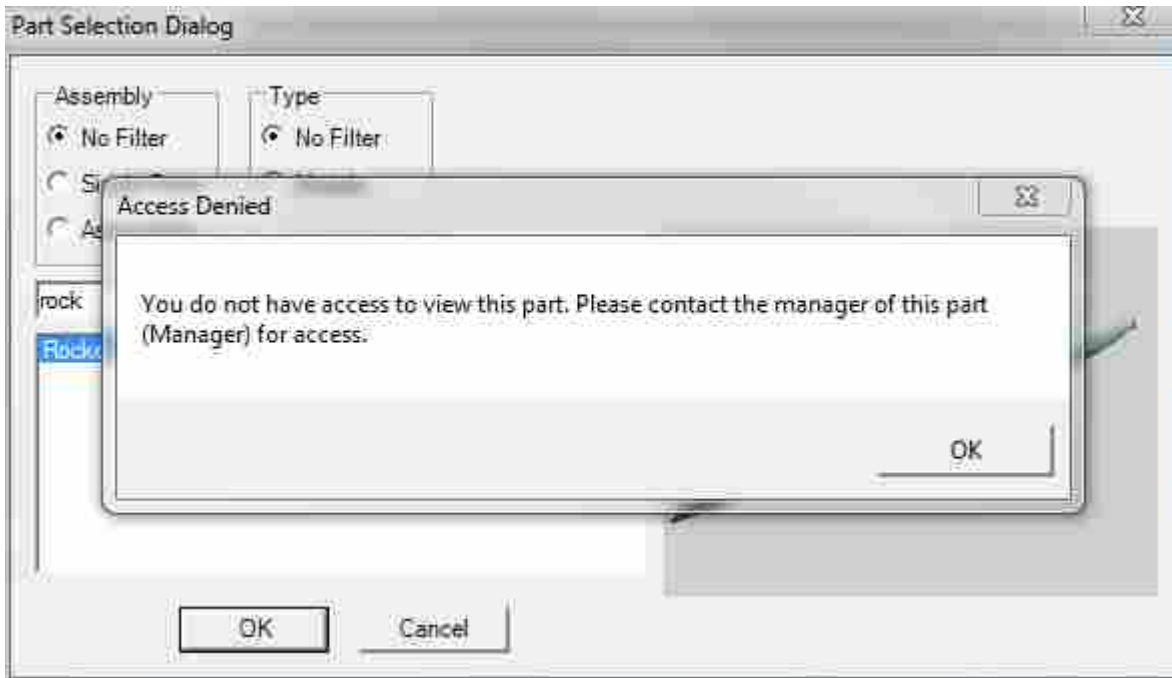 Part Selection Dialog
Assembly
Type
No Filter
No Filter
Access Denied
rock
You do not have access to view this part. Please contact the manager of this part
(Manager) for access.
OK
OK
Cancel